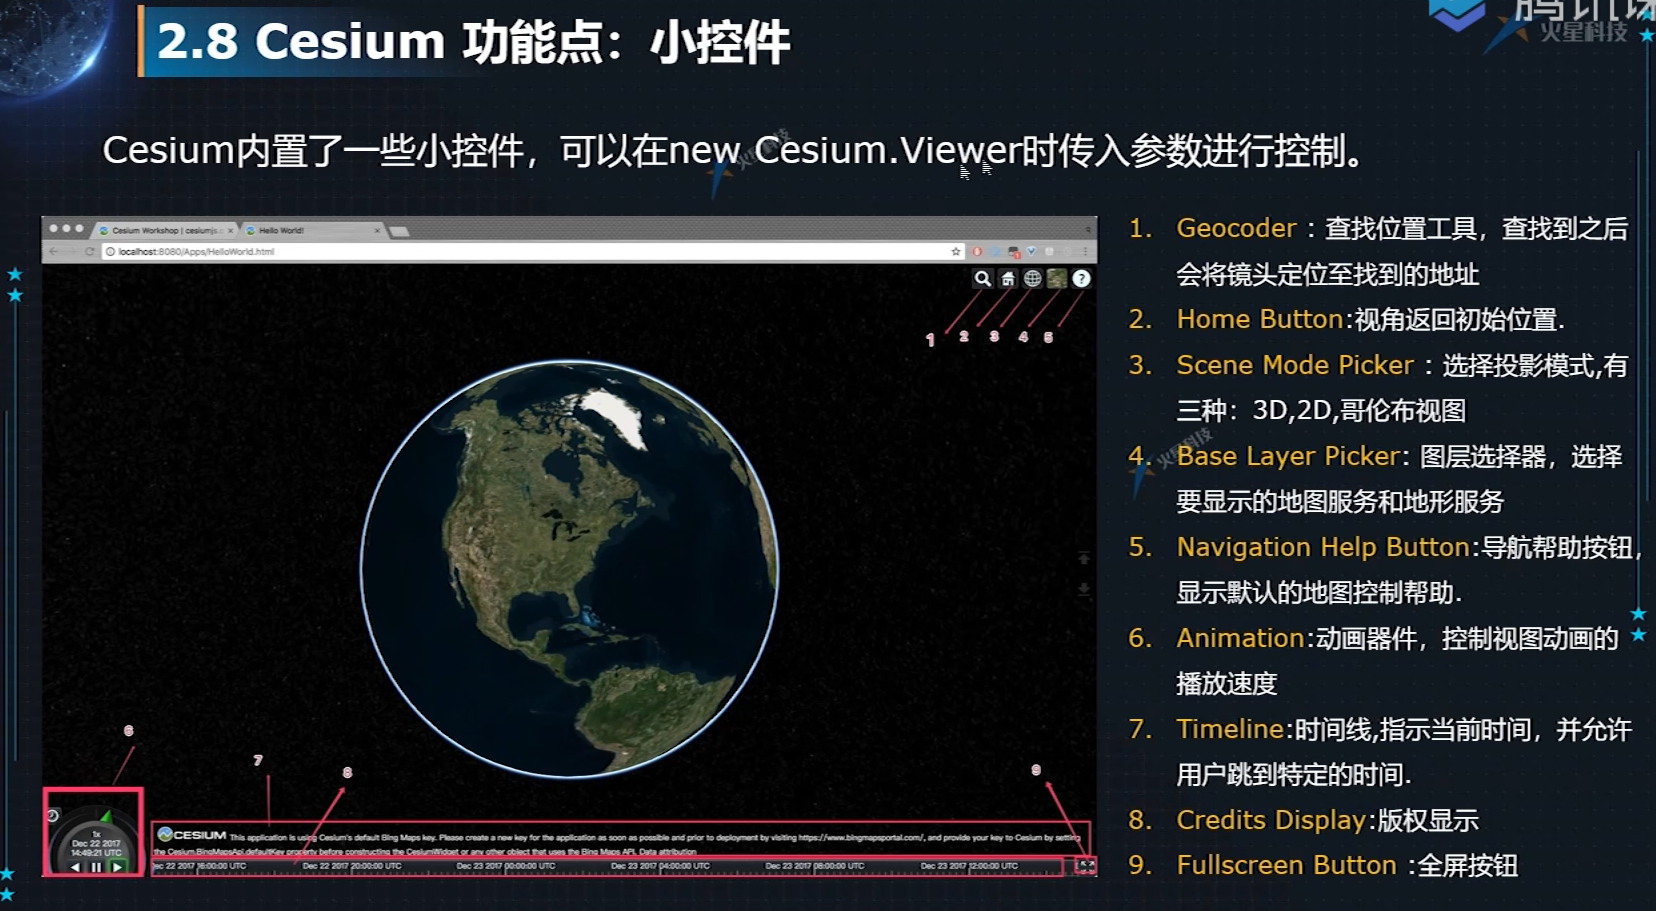 2.8 Cesium 功能点：小控件
腾讯课
火星科技
Cesium内置了一些小控件，可以在new Cesium.Viewer时传入参数进行控制。
火星科技
Cesium Workshop | cesiumjs.c
Hello World!
localhost:8080/Apps/HelloWorld.html
1 2 3 4 5
6
7
8
9
1x
Dec 22 2017
14:49:21 UTC
CESIUM This application is using Cesium's default Bing Maps key. Please create a new key for the application as soon as possible and prior to deployment by visiting https://www.bingmapsportal.com/, and provide your key to Cesium by setting
the Cesium.BingMapsApi.defaultKey property before constructing the CesiumWidget or any other object that uses the Bing Maps API. Data attribution
Dec 22 2017 16:00:00 UTC Dec 22 2017 20:00:00 UTC Dec 23 2017 00:00:00 UTC Dec 23 2017 04:00:00 UTC Dec 23 2017 08:00:00 UTC Dec 23 2017 12:00:00 UTC
1. Geocoder：查找位置工具，查找到之后
会将镜头定位至找到的地址
2. Home Button:视角返回初始位置.
3. Scene Mode Picker：选择投影模式,有
三种：3D,2D,哥伦布视图
火星科技
4. Base Layer Picker：图层选择器，选择
要显示的地图服务和地形服务
5. Navigation Help Button:导航帮助按钮，
显示默认的地图控制帮助.
6. Animation:动画器件，控制视图动画的
播放速度
7. Timeline:时间线,指示当前时间，并允许
用户跳到特定的时间.
8. Credits Display:版权显示
9. Fullscreen Button :全屏按钮